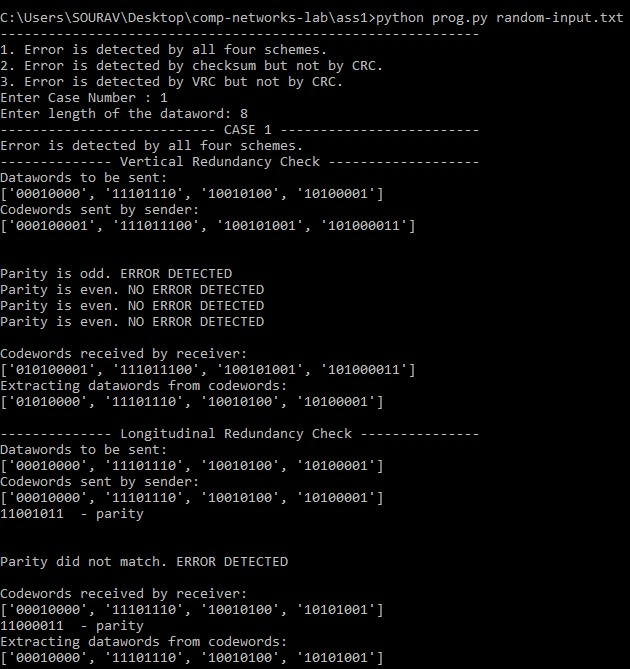 C:\Users\SOURAV\Desktop\comp-networks-lab\ass1>python prog.py random-input.txt
------------------------------------------------------------
1. Error is detected by all four schemes.
2. Error is detected by checksum but not by CRC.
3. Error is detected by VRC but not by CRC.
Enter Case Number : 1
Enter length of the dataword: 8
--------------------------- CASE 1 -------------------------
Error is detected by all four schemes.
-------------- Vertical Redundancy Check -------------------
Datawords to be sent:
['00010000', '11101110', '10010100', '10100001']
Codewords sent by sender:
['000100001', '111011100', '100101001', '101000011']
Parity is odd. ERROR DETECTED
Parity is even. NO ERROR DETECTED
Parity is even. NO ERROR DETECTED
Parity is even. NO ERROR DETECTED
Codewords received by receiver:
['010100001', '111011100', '100101001', '101000011']
Extracting datawords from codewords:
['01010000', '11101110', '10010100', '10100001']
-------------- Longitudinal Redundancy Check ---------------
Datawords to be sent:
['00010000', '11101110', '10010100', '10100001']
Codewords sent by sender:
['00010000', '11101110', '10010100', '10100001']
11001011  - parity
Parity did not match. ERROR DETECTED
Codewords received by receiver:
['00010000', '11101110', '10010100', '10101001']
11000011  - parity
Extracting datawords from codewords:
['00010000', '11101110', '10010100', '10101001']